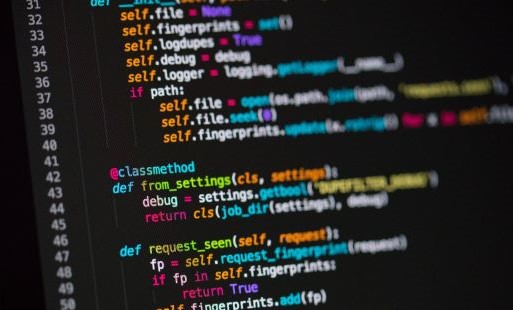 31 def __init__(self,
32 self.file = None
33 self.fingerprints = set()
34 self.logdupes = True
35 self.debug = debug
36 self.logger = logging.getLogger(__name__)
37 if path:
38 self.file = open(os.path.join(path, 'requests.seen'),
39 self.file.seek(0)
40 self.fingerprints.update(x.rstrip() for x in self.file
41
42 @classmethod
43 def from_settings(cls, settings):
44 debug = settings.getbool('DUPEFILTER_DEBUG')
45 return cls(job_dir(settings), debug)
46
47 def request_seen(self, request):
48 fp = self.request_fingerprint(request)
49 if fp in self.fingerprints:
50 return True
self.fingerprints.add(fp)